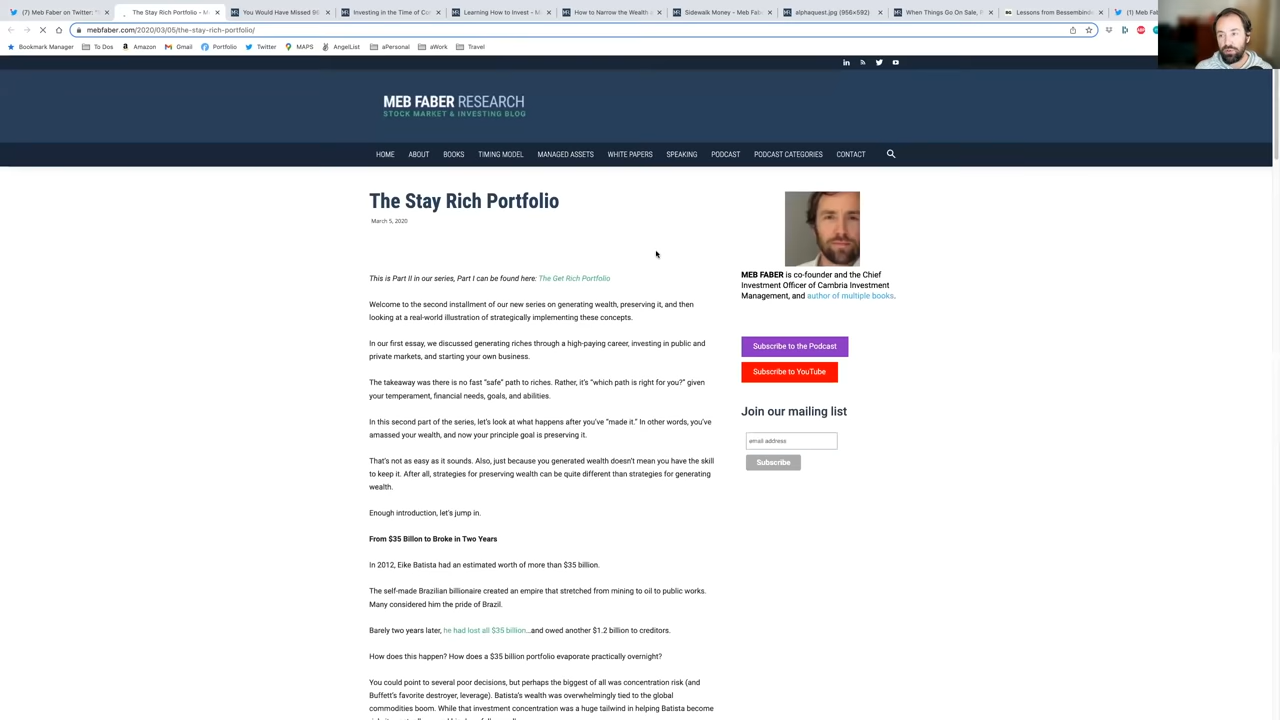 (1) Meb Faber on Twitter: "
The Stay Rich Portfolio - M
You Would Have Missed 96
Investing in the Time of Cor
Learning How to Invest - M
How to Narrow the Wealth
Sidewalk Money - Meb Fab
alphaquest.jpg (956×592)
When Things Go On Sale,
Lessons from Bessembinde
(1) Meb Fab
mebfaber.com/2020/03/05/the-stay-rich-portfolio/
Bookmark Manager
To Dos
Amazon
Gmail
Portfolio
Twitter
MAPS
AngelList
aPersonal
aWork
Travel
MEB FABER RESEARCH
STOCK MARKET & INVESTING BLOG
HOME ABOUT BOOKS TIMING MODEL MANAGED ASSETS WHITE PAPERS SPEAKING PODCAST PODCAST CATEGORIES CONTACT
The Stay Rich Portfolio
March 5, 2020
This is Part II in our series, Part I can be found here: The Get Rich Portfolio
Welcome to the second installment of our new series on generating wealth, preserving it, and then
looking at a real-world illustration of strategically implementing these concepts.
In our first essay, we discussed generating riches through a high-paying career, investing in public and
private markets, and starting your own business.
The takeaway was there is no fast "safe" path to riches. Rather, it's "which path is right for you?" given
your temperament, financial needs, goals, and abilities.
In this second part of the series, let's look at what happens after you've "made it." In other words, you've
amassed your wealth, and now your principle goal is preserving it.
That's not as easy as it sounds. Also, just because you generated wealth doesn't mean you have the skill
to keep it. After all, strategies for preserving wealth can be quite different than strategies for generating
wealth.
Enough introduction, let's jump in.
From $35 Billon to Broke in Two Years
In 2012, Eike Batista had an estimated worth of more than $35 billion.
The self-made Brazilian billionaire created an empire that stretched from mining to oil to public works.
Many considered him the pride of Brazil.
Barely two years later, he had lost all $35 billion…and owed another $1.2 billion to creditors.
How does this happen? How does a $35 billion portfolio evaporate practically overnight?
You could point to several poor decisions, but perhaps the biggest of all was concentration risk (and
Buffett's favorite destroyer, leverage). Batista's wealth was overwhelmingly tied to the global
commodities boom. While that investment concentration was a huge tailwind in helping Batista become
MEB FABER is co-founder and the Chief
Investment Officer of Cambria Investment
Management, and author of multiple books.
Subscribe to the Podcast
Subscribe to YouTube
Join our mailing list
email address
Subscribe